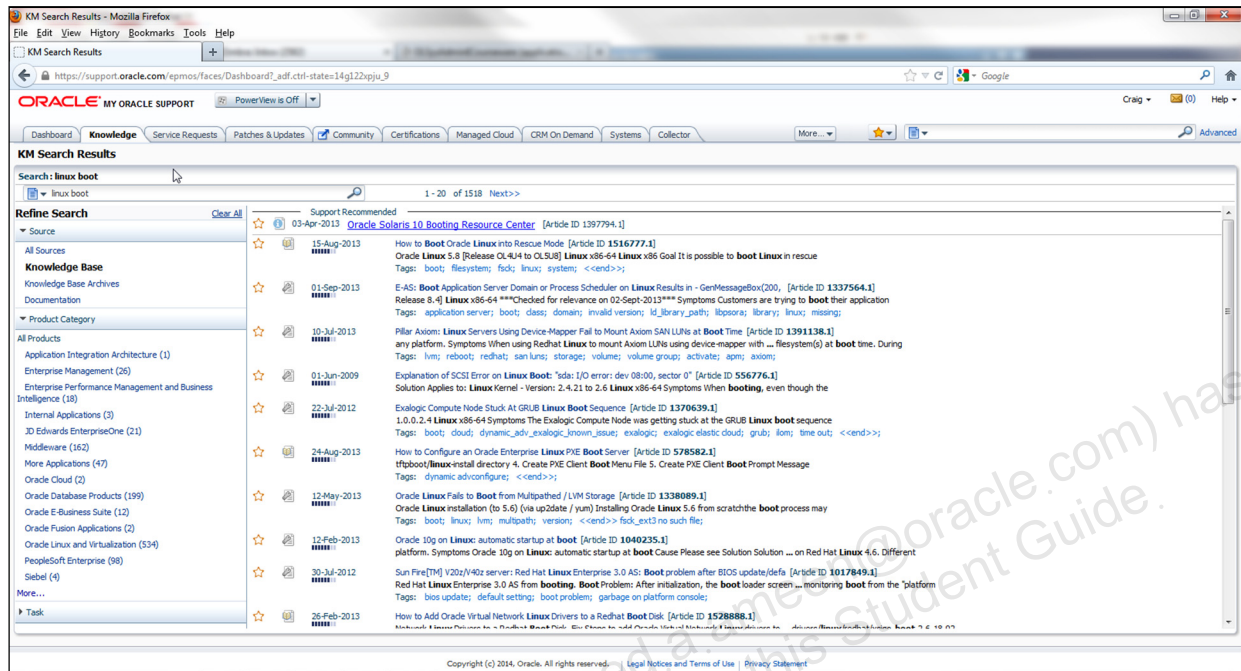 KM Search Results - Mozilla Firefox
File Edit View History Bookmarks Tools Help
KM Search Results +
https://support.oracle.com/epmos/faces/Dashboard?_adf.ctrl-state=14g122xpju_9 Google
ORACLE MY ORACLE SUPPORT PowerView is Off Craig (0) Help
Dashboard Knowledge Service Requests Patches & Updates Community Certifications Managed Cloud CRM On Demand Systems Collector More... Advanced
KM Search Results
Search: linux boot
linux boot 1 - 20 of 1518 Next>>
Refine Search Clear All
Source
All Sources
Knowledge Base
Knowledge Base Archives
Documentation
Product Category
All Products
Application Integration Architecture (1)
Enterprise Management (26)
Enterprise Performance Management and Business
Intelligence (18)
Internal Applications (3)
JD Edwards EnterpriseOne (21)
Middleware (162)
More Applications (47)
Oracle Cloud (2)
Oracle Database Products (199)
Oracle E-Business Suite (12)
Oracle Fusion Applications (2)
Oracle Linux and Virtualization (534)
PeopleSoft Enterprise (98)
Siebel (4)
More...
Task
Support Recommended
03-Apr-2013 Oracle Solaris 10 Booting Resource Center [Article ID 1397794.1]
15-Aug-2013 How to Boot Oracle Linux into Rescue Mode [Article ID 1516777.1]
Oracle Linux 5.8 [Release OL4U4 to OL5U8] Linux x86-64 Linux x86 Goal It is possible to boot Linux in rescue
Tags: boot; filesystem; fsck; linux; system; <<end>>;
01-Sep-2013 E-AS: Boot Application Server Domain or Process Scheduler on Linux Results in - GenMessageBox(200, [Article ID 1337564.1]
Release 8.4] Linux x86-64 ***Checked for relevance on 02-Sept-2013*** Symptoms Customers are trying to boot their application
Tags: application server; boot; class; domain; invalid version; ld_library_path; libpsora; library; linux; missing;
10-Jul-2013 Pillar Axiom: Linux Servers Using Device-Mapper Fail to Mount Axiom SAN LUNs at Boot Time [Article ID 1391138.1]
any platform. Symptoms When using Redhat Linux to mount Axiom LUNs using device-mapper with ... filesystem(s) at boot time. During
Tags: lvm; reboot; redhat; san luns; storage; volume; volume group; activate; apm; axiom;
01-Jun-2009 Explanation of SCSI Error on Linux Boot: "sda: I/O error: dev 08:00, sector 0" [Article ID 556776.1]
Solution Applies to: Linux Kernel - Version: 2.4.21 to 2.6 Linux x86-64 Symptoms When booting, even though the
22-Jul-2012 Exalogic Compute Node Stuck At GRUB Linux Boot Sequence [Article ID 1370639.1]
1.0.0.2.4 Linux x86-64 Symptoms The Exalogic Compute Node was getting stuck at the GRUB Linux boot sequence
Tags: boot; cloud; dynamic_adv_exalogic_known_issue; exalogic; exalogic elastic cloud; grub; ilom; time out; <<end>>;
24-Aug-2013 How to Configure an Oracle Enterprise Linux PXE Boot Server [Article ID 578582.1]
tftpboot/linux-install directory 4. Create PXE Client Boot Menu File 5. Create PXE Client Boot Prompt Message
Tags: dynamic advconfigure; <<end>>;
12-May-2013 Oracle Linux Fails to Boot from Multipathed / LVM Storage [Article ID 1338089.1]
Oracle Linux installation (to 5.6) (via up2date / yum) Installing Oracle Linux 5.6 from scratchthe boot process may
Tags: boot; linux; lvm; multipath; version; <<end>> fsck_ext3 no such file;
12-Feb-2013 Oracle 10g on Linux: automatic startup at boot [Article ID 1040235.1]
platform. Symptoms Oracle 10g on Linux: automatic startup at boot Cause Please see Solution Solution ... on Red Hat Linux 4.6. Different
30-Jul-2012 Sun Fire[TM] V20z/V40z server: Red Hat Linux Enterprise 3.0 AS: Boot problem after BIOS update/defa [Article ID 1017849.1]
Red Hat Linux Enterprise 3.0 AS from booting. Boot Problem: After initialization, the boot loader screen ... monitoring boot from the "platform
Tags: bios update; default setting; boot problem; garbage on platform console;
26-Feb-2013 How to Add Oracle Virtual Network Linux Drivers to a Redhat Boot Disk [Article ID 1528888.1]
Copyright (c) 2014, Oracle. All rights reserved. Legal Notices and Terms of Use | Privacy Statement
oracle.com) has
this Student Guide.